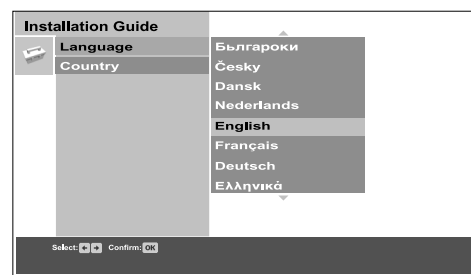 Installation Guide
Language
Country
Българоки
Česky
Dansk
Nederlands
English
Français
Deutsch
Ελληνικά
Select: Confirm: OK